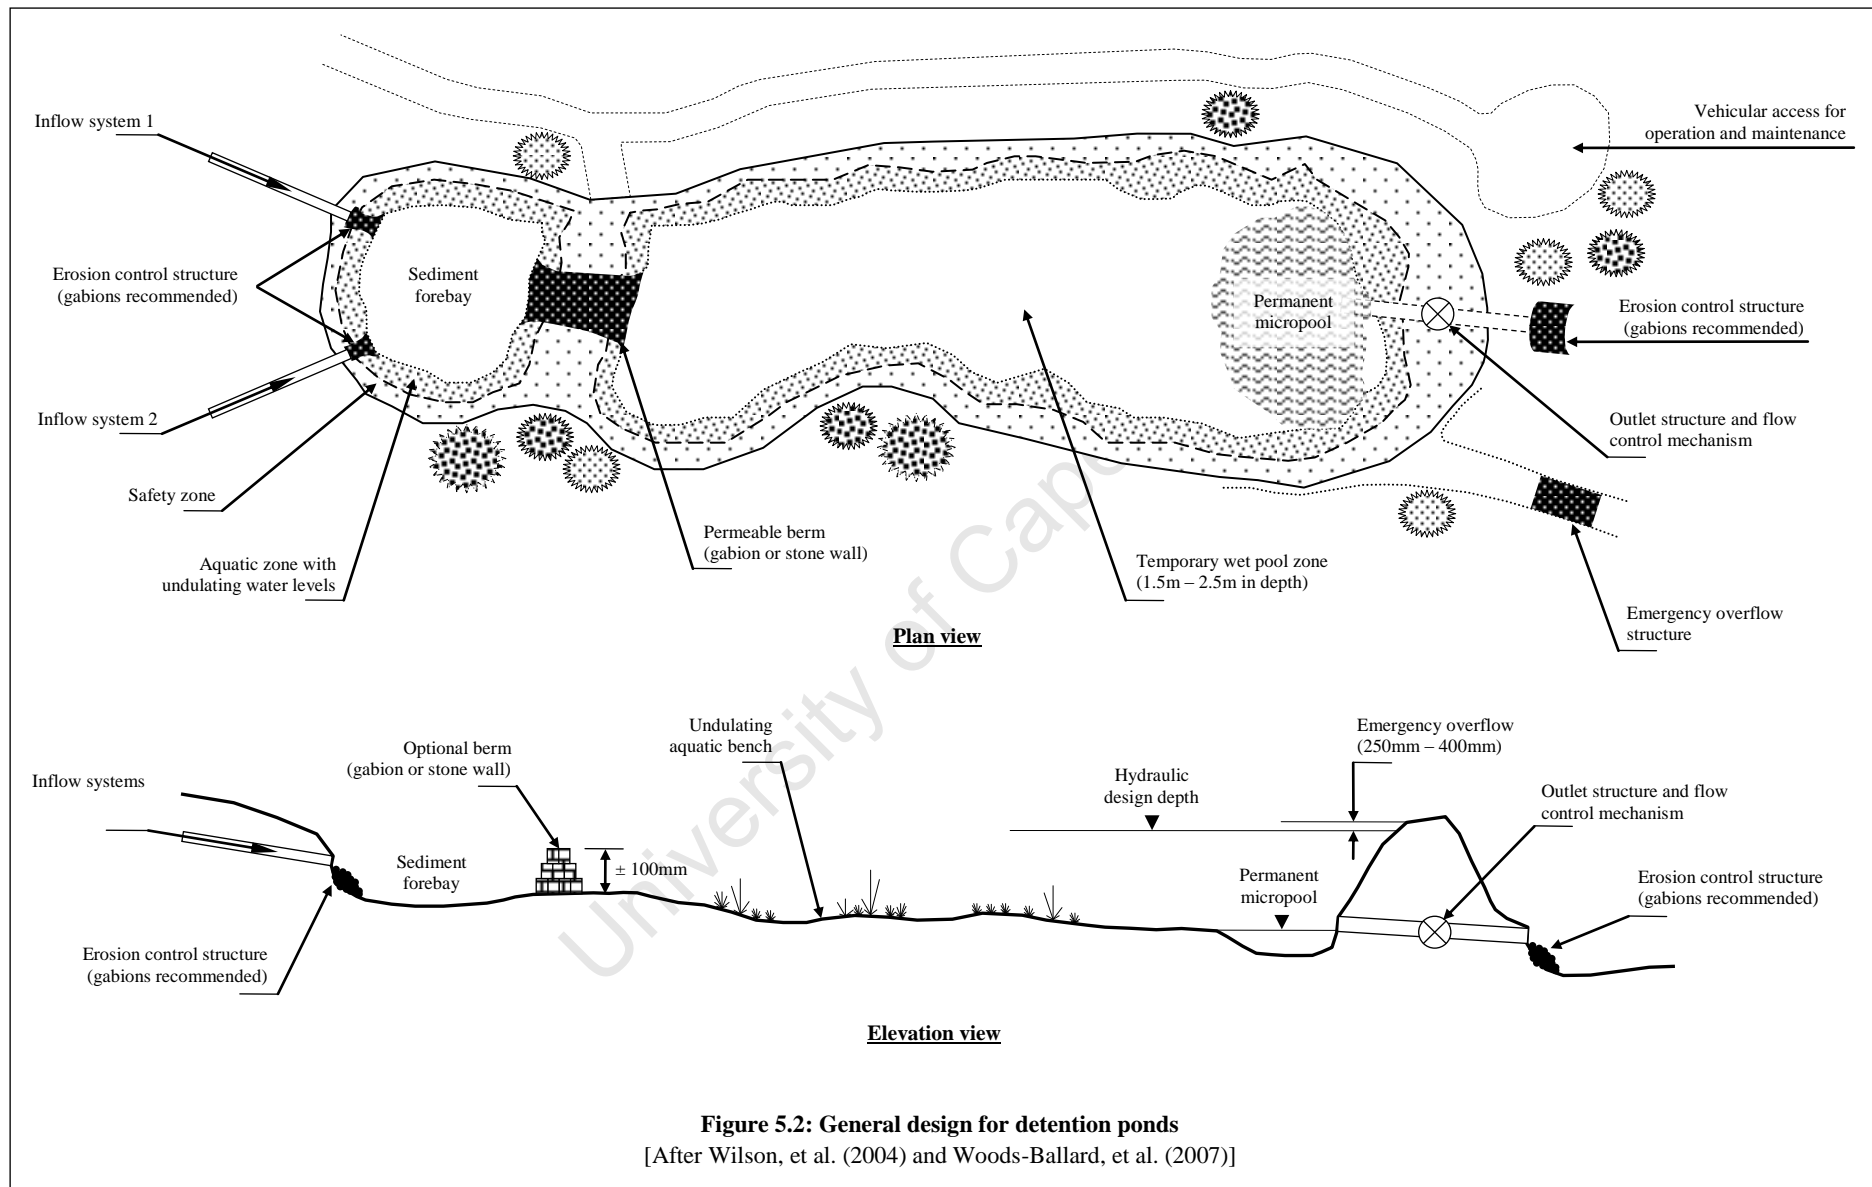 Inflow system 1
Vehicular access for
operation and maintenance
Erosion control structure
(gabions recommended)
Sediment
forebay
Permanent
micropool
Erosion control structure
(gabions recommended)
Inflow system 2
Outlet structure and flow
control mechanism
Safety zone
Permeable berm
(gabion or stone wall)
Aquatic zone with
undulating water levels
Temporary wet pool zone
(1.5m – 2.5m in depth)
Emergency overflow
structure
Plan view
University of Cape
Undulating
aquatic bench
Emergency overflow
(250mm – 400mm)
Optional berm
(gabion or stone wall)
Inflow systems
Hydraulic
design depth
Outlet structure and flow
control mechanism
Sediment
forebay
± 100mm
Permanent
micropool
Erosion control structure
(gabions recommended)
Erosion control structure
(gabions recommended)
Elevation view
Figure 5.2: General design for detention ponds
[After Wilson, et al. (2004) and Woods-Ballard, et al. (2007)]